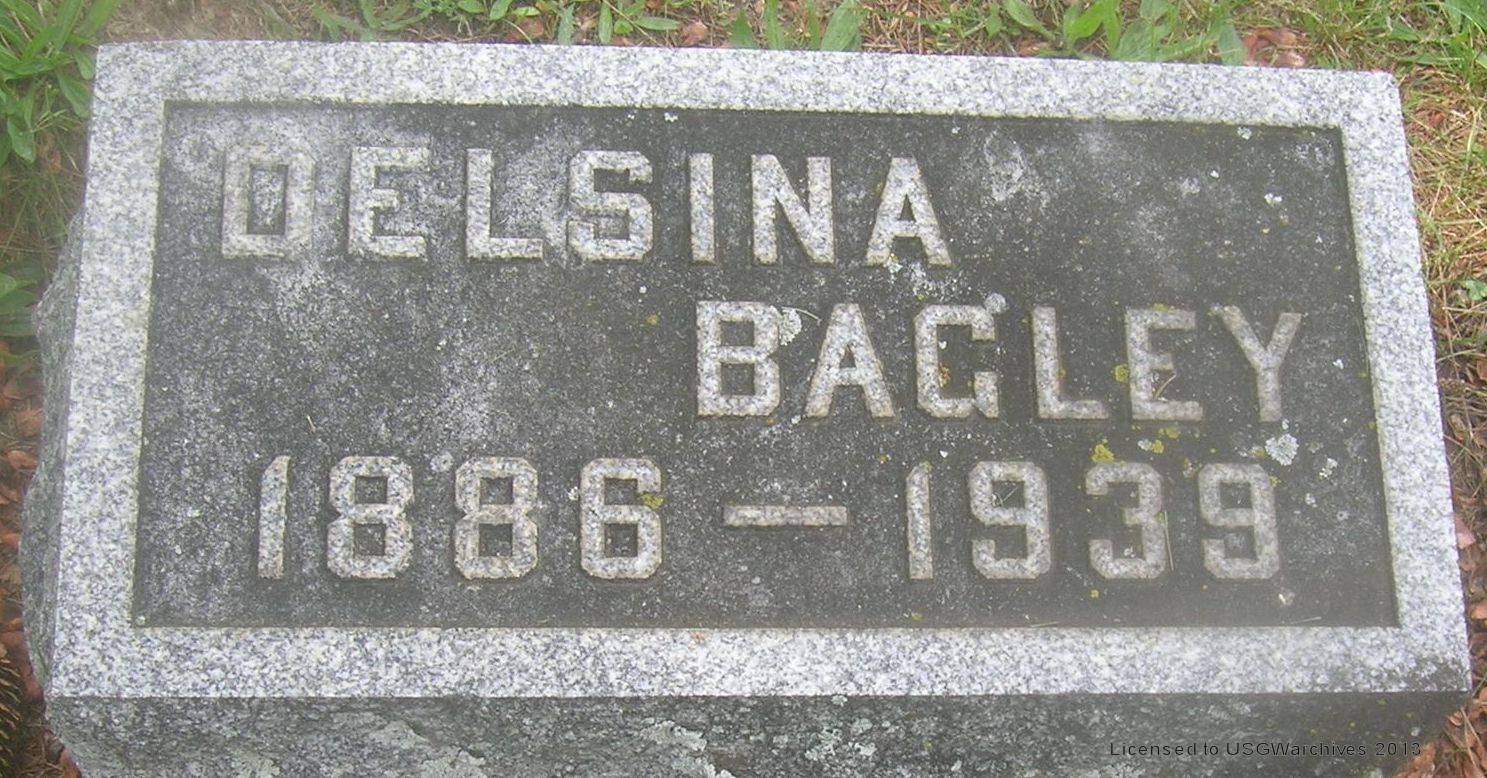 DELSINA
BAGLEY
1886 — 1939
Licensed to USGWarchives 2013